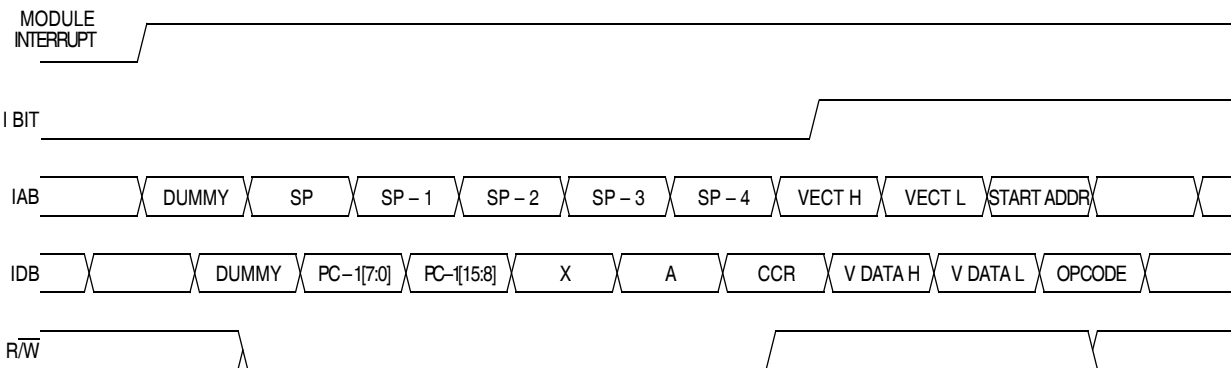 MODULE
INTERRUPT
I BIT
IAB DUMMY SP SP – 1 SP – 2 SP – 3 SP – 4 VECT H VECT L START ADDR
IDB DUMMY PC – 1[7:0] PC–1[15:8] X A CCR V DATA H V DATA L OPCODE
R/W̅